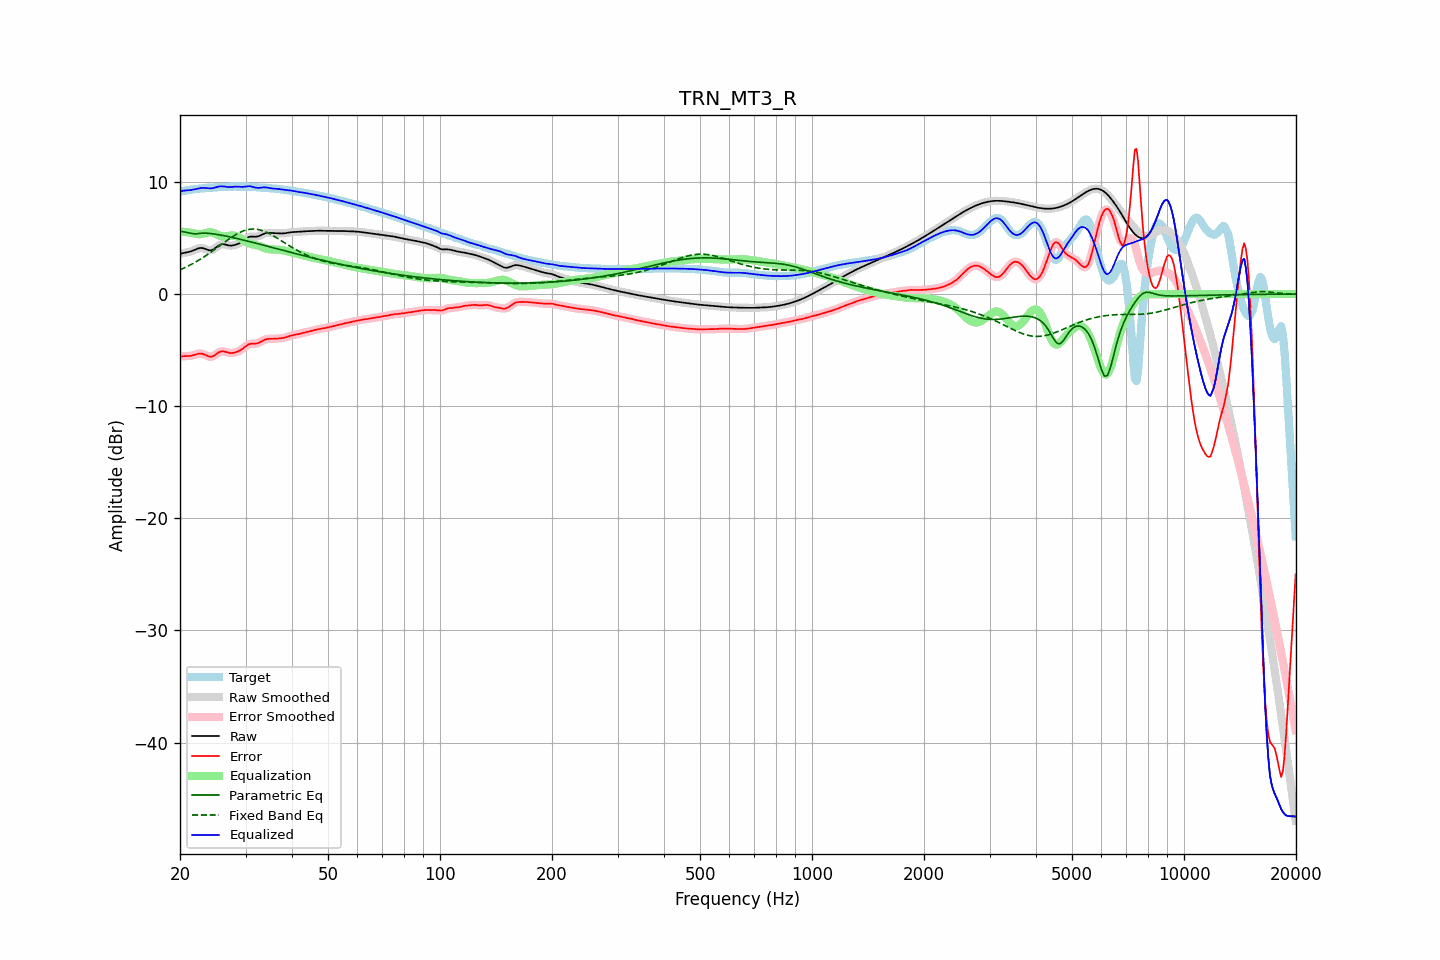 TRN_MT3_R
Amplitude (dBr)
10
0
−10
−20
−30
−40
Target
Raw Smoothed
Error Smoothed
Raw
Error
Equalization
Parametric Eq
Fixed Band Eq
Equalized
20 50 100 200 500 1000 2000 5000 10000 20000
Frequency (Hz)